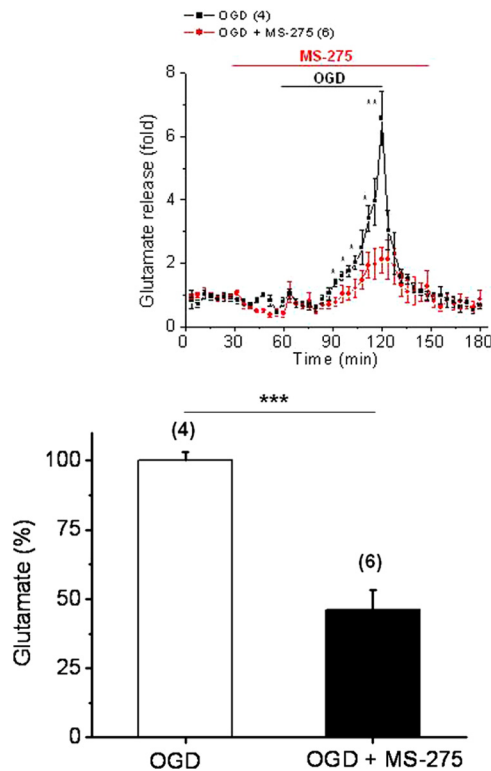 OGD (4)
OGD + MS-275 (6)
MS-275
OGD
8
6
4
2
0
Glutamate release (fold)
0 30 60 90 120 150 180
Time (min)
***
(4)
(6)
100
75
50
25
0
Glutamate (%)
OGD
OGD + MS-275